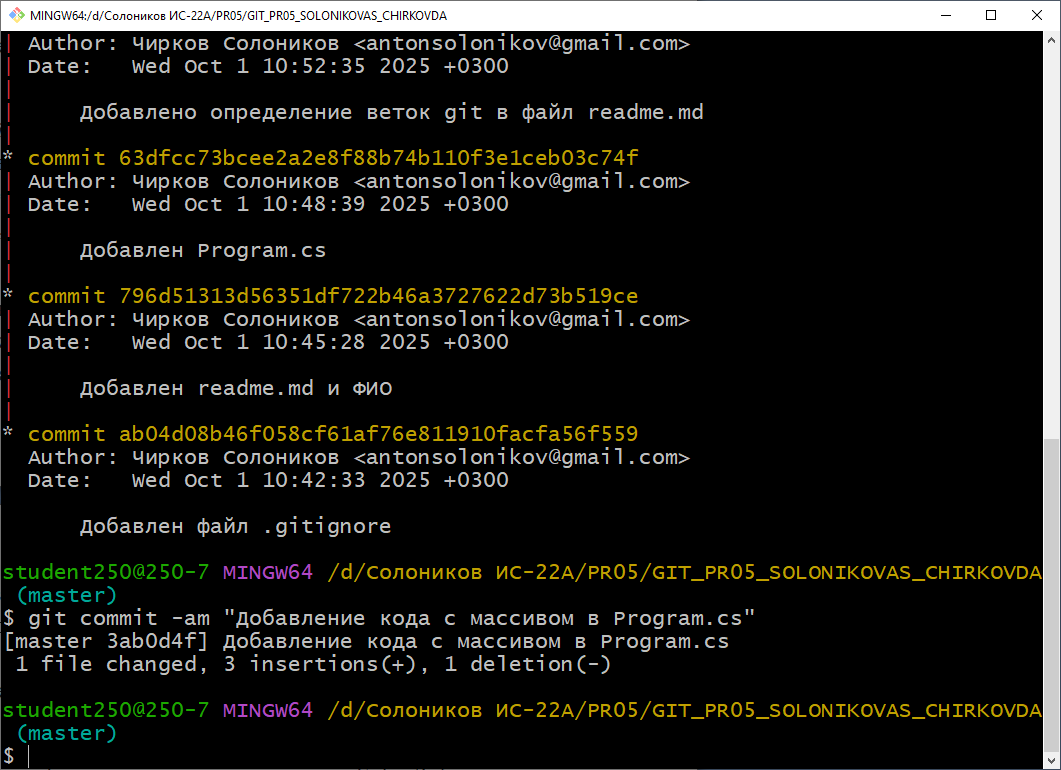 MINGW64:/d/Солоников ИС-22А/PR05/GIT_PR05_SOLONIKOVAS_CHIRKOVDA
| Author: Чирков Солоников <antonsolonikov@gmail.com>
| Date:   Wed Oct 1 10:52:35 2025 +0300
|
|     Добавлено определение веток git в файл readme.md
|
* commit 63dfcc73bcee2a2e8f88b74b110f3e1ceb03c74f
| Author: Чирков Солоников <antonsolonikov@gmail.com>
| Date:   Wed Oct 1 10:48:39 2025 +0300
|
|     Добавлен Program.cs
|
* commit 796d51313d56351df722b46a3727622d73b519ce
| Author: Чирков Солоников <antonsolonikov@gmail.com>
| Date:   Wed Oct 1 10:45:28 2025 +0300
|
|     Добавлен readme.md и ФИО
|
* commit ab04d08b46f058cf61af76e811910facfa56f559
  Author: Чирков Солоников <antonsolonikov@gmail.com>
  Date:   Wed Oct 1 10:42:33 2025 +0300

      Добавлен файл .gitignore

student250@250-7 MINGW64 /d/Солоников ИС-22А/PR05/GIT_PR05_SOLONIKOVAS_CHIRKOVDA
 (master)
$ git commit -am "Добавление кода с массивом в Program.cs"
[master 3ab0d4f] Добавление кода с массивом в Program.cs
 1 file changed, 3 insertions(+), 1 deletion(-)

student250@250-7 MINGW64 /d/Солоников ИС-22А/PR05/GIT_PR05_SOLONIKOVAS_CHIRKOVDA
 (master)
$